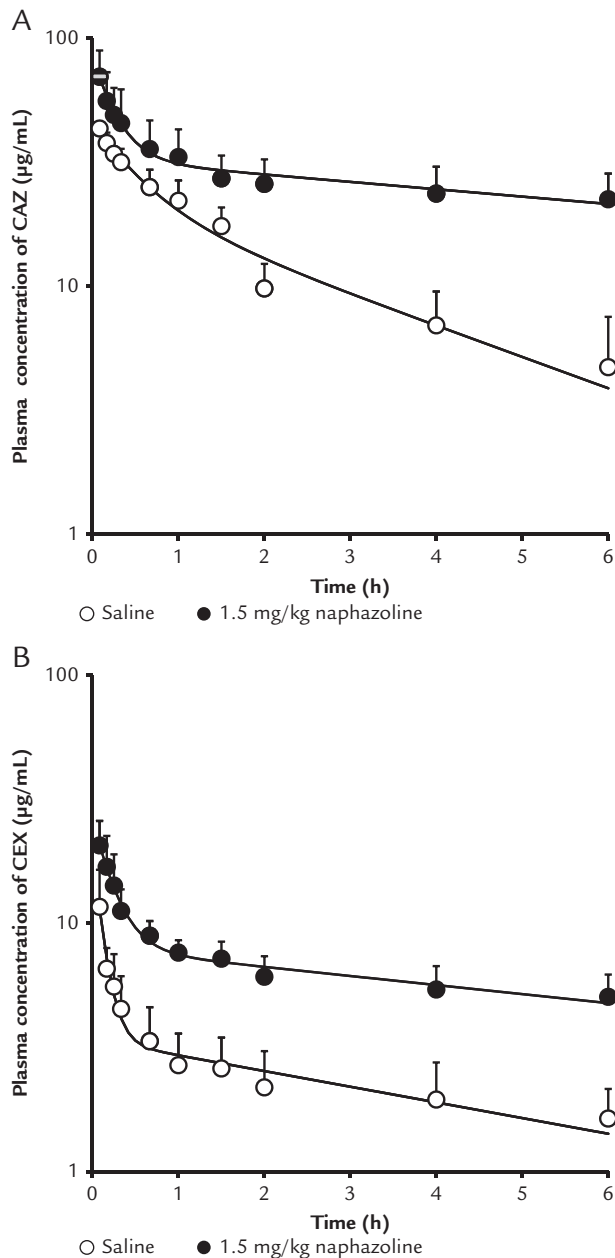 A
Plasma concentration of CAZ (µg/mL)
100
10
1
0 1 2 3 4 5 6
Time (h)
Saline 1.5 mg/kg naphazoline
B
Plasma concentration of CEX (µg/mL)
100
10
1
0 1 2 3 4 5 6
Time (h)
Saline 1.5 mg/kg naphazoline